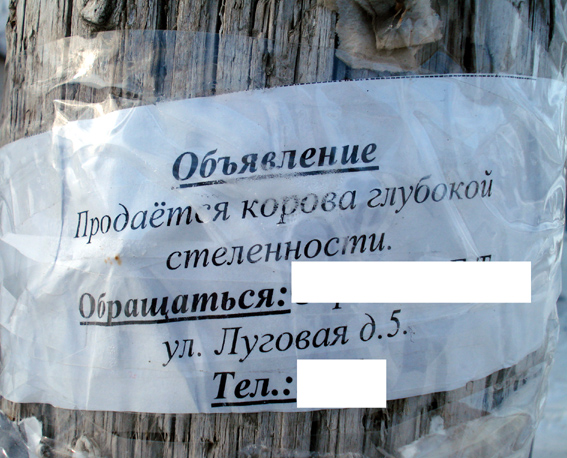 Объявление
Продаётся корова глубокой
стеленности.
Обращаться:
ул. Луговая д.5.
Тел.: